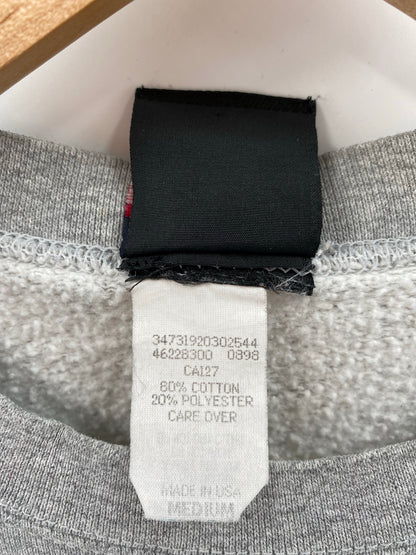 34731920302544
46228300 0898
CA127
80% COTTON
20% POLYESTER
CARE OVER
MADE IN USA
MEDIUM